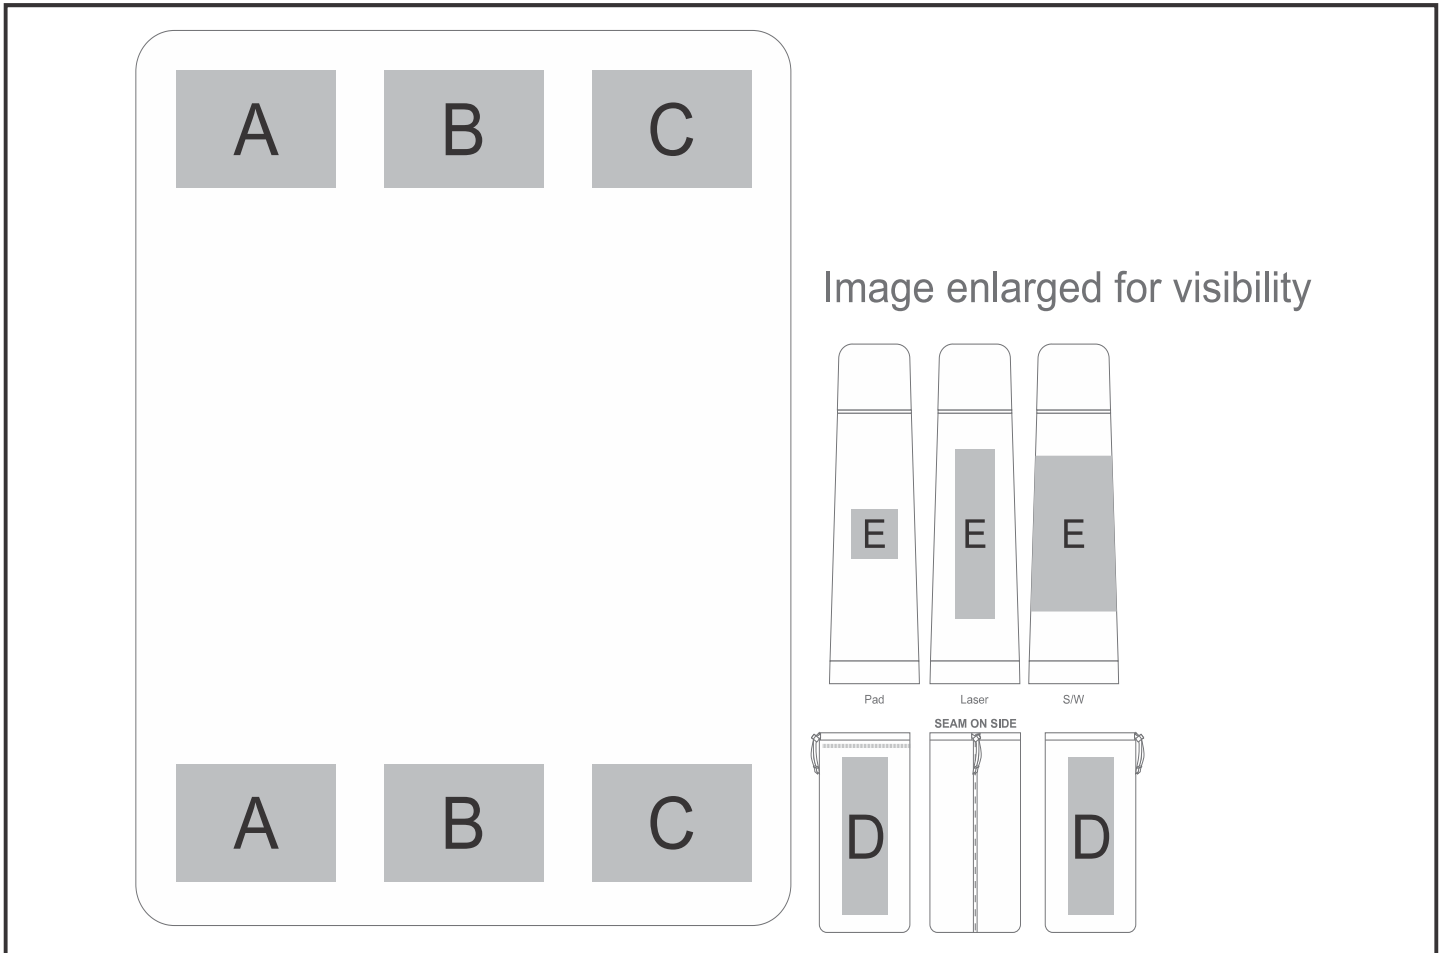 A B C
Image enlarged for visibility
E E E
Pad Laser S/W
SEAM ON SIDE
A B C
D D